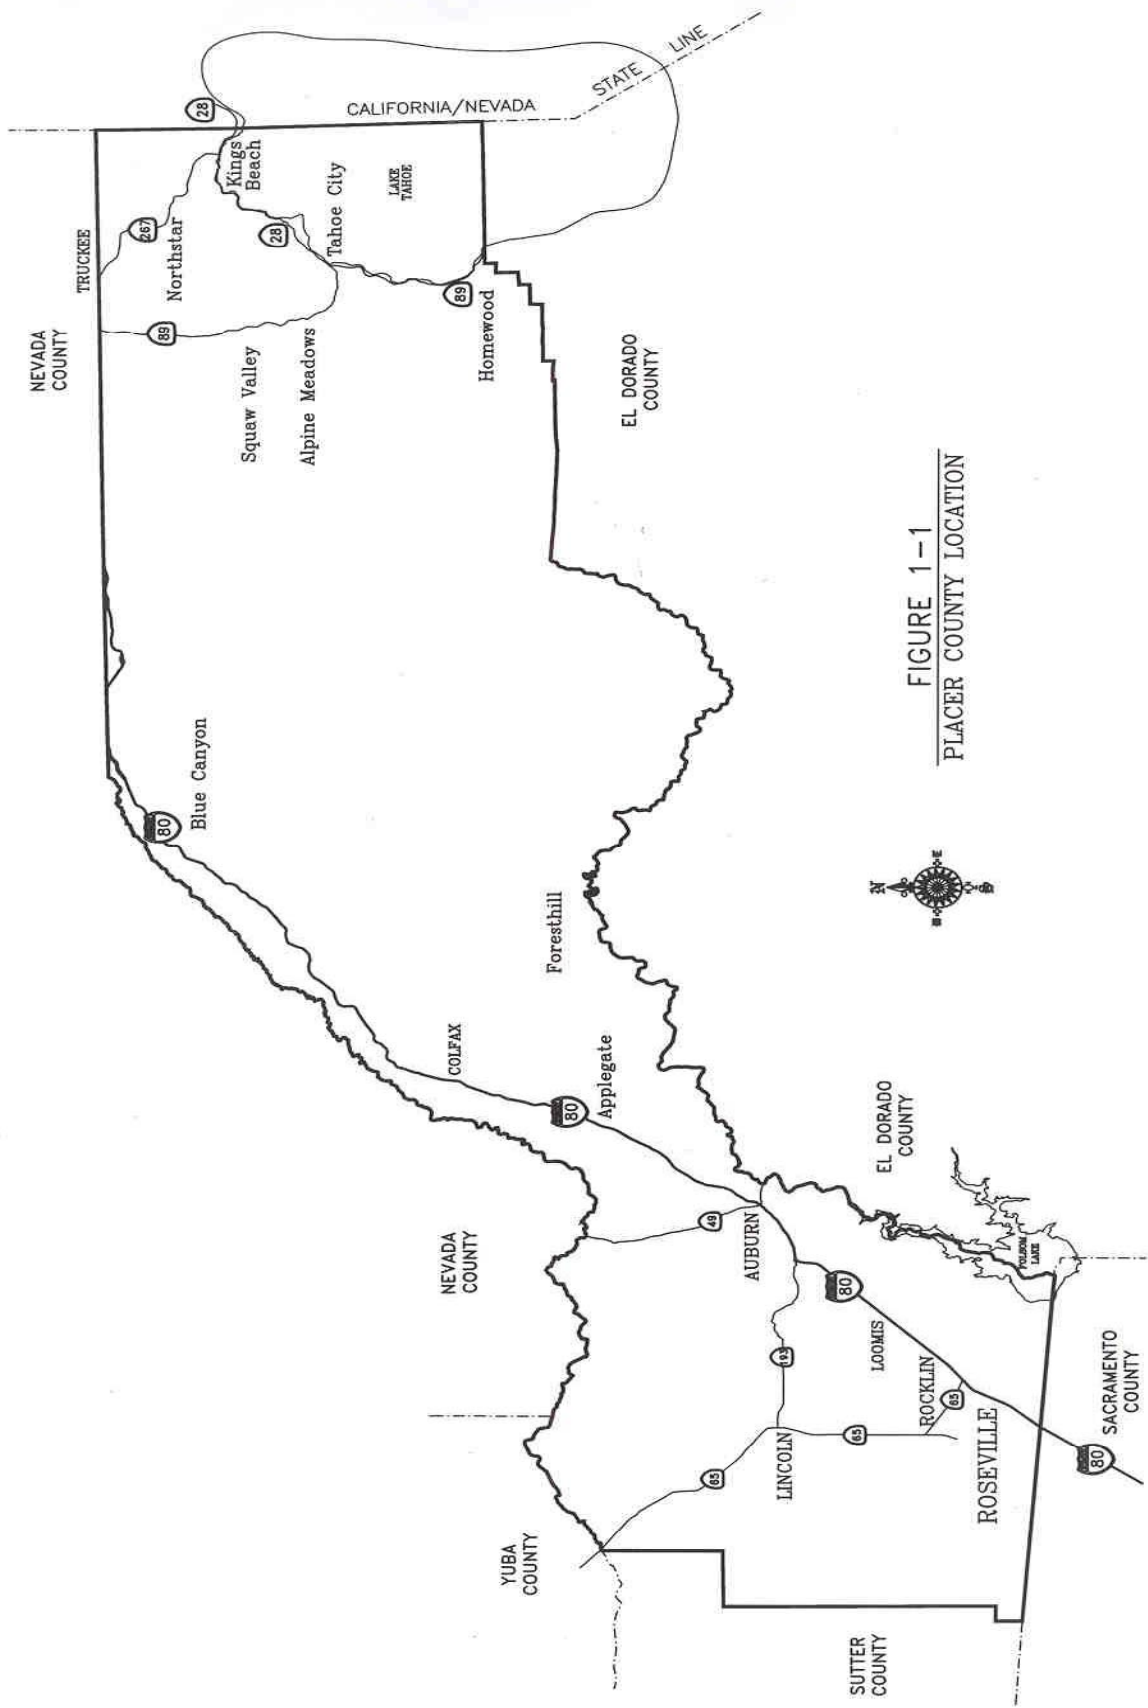 NEVADA
COUNTY
TRUCKEE
28
267
Northstar
Kings
Beach
89
28
CALIFORNIA/NEVADA
STATE LINE
Squaw Valley
Tahoe City
Alpine Meadows
LAKE
TAHOE
89
Homewood
EL DORADO
COUNTY
80
Blue Canyon
COLFAX
Foresthill
80
Applegate
NEVADA
COUNTY
49
AUBURN
EL DORADO
COUNTY
YUBA
COUNTY
65
193
LINCOLN
80
65
LOOMIS
ROCKLIN
65
FOLSOM
LAKE
ROSEVILLE
SUTTER
COUNTY
80
SACRAMENTO
COUNTY
N
E
S
W
FIGURE 1-1
PLACER COUNTY LOCATION